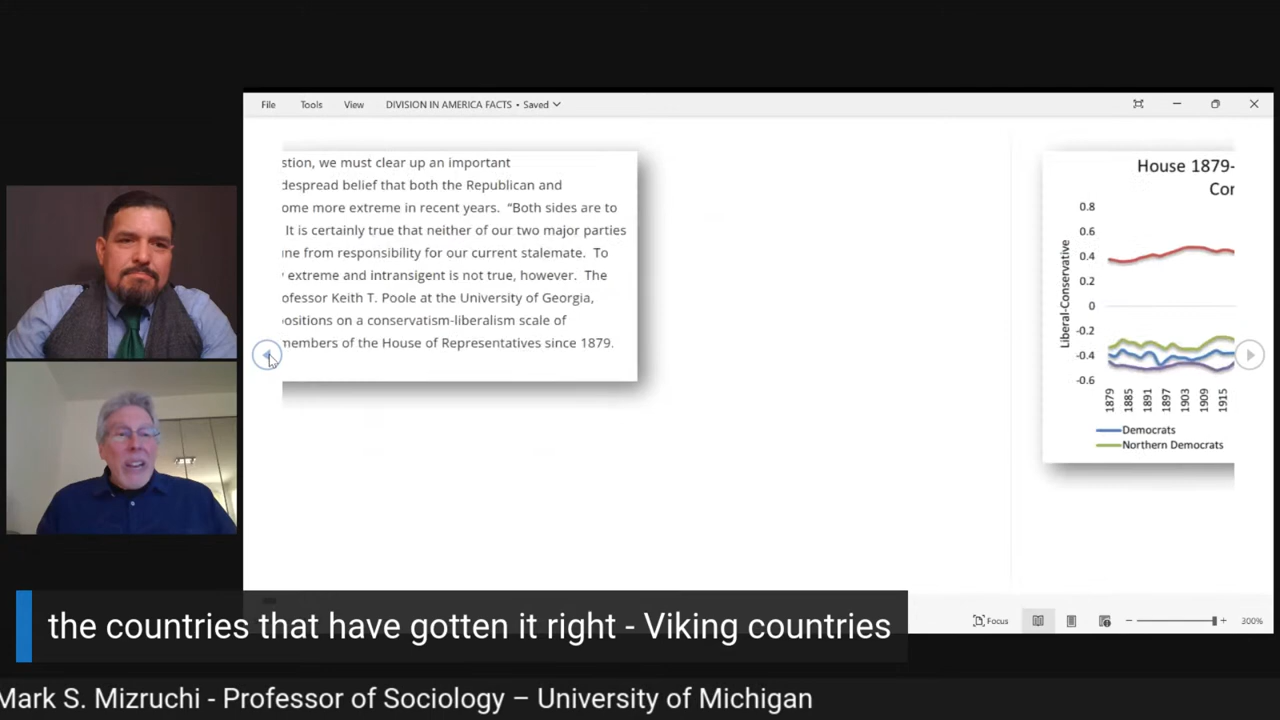 File Tools View DIVISION IN AMERICA FACTS • Saved
stion, we must clear up an important
despread belief that both the Republican and
ome more extreme in recent years. “Both sides are to
It is certainly true that neither of our two major parties
une from responsibility for our current stalemate. To
extreme and intransigent is not true, however. The
ofessor Keith T. Poole at the University of Georgia,
ositions on a conservatism-liberalism scale of
members of the House of Representatives since 1879.
House 1879-
Cor
Liberal-Conservative
0.8
0.6
0.4
0.2
0
-0.2
-0.4
-0.6
1879 1885 1891 1897 1903 1909 1915
Democrats
Northern Democrats
Focus 300%
the countries that have gotten it right - Viking countries
Mark S. Mizruchi - Professor of Sociology – University of Michigan